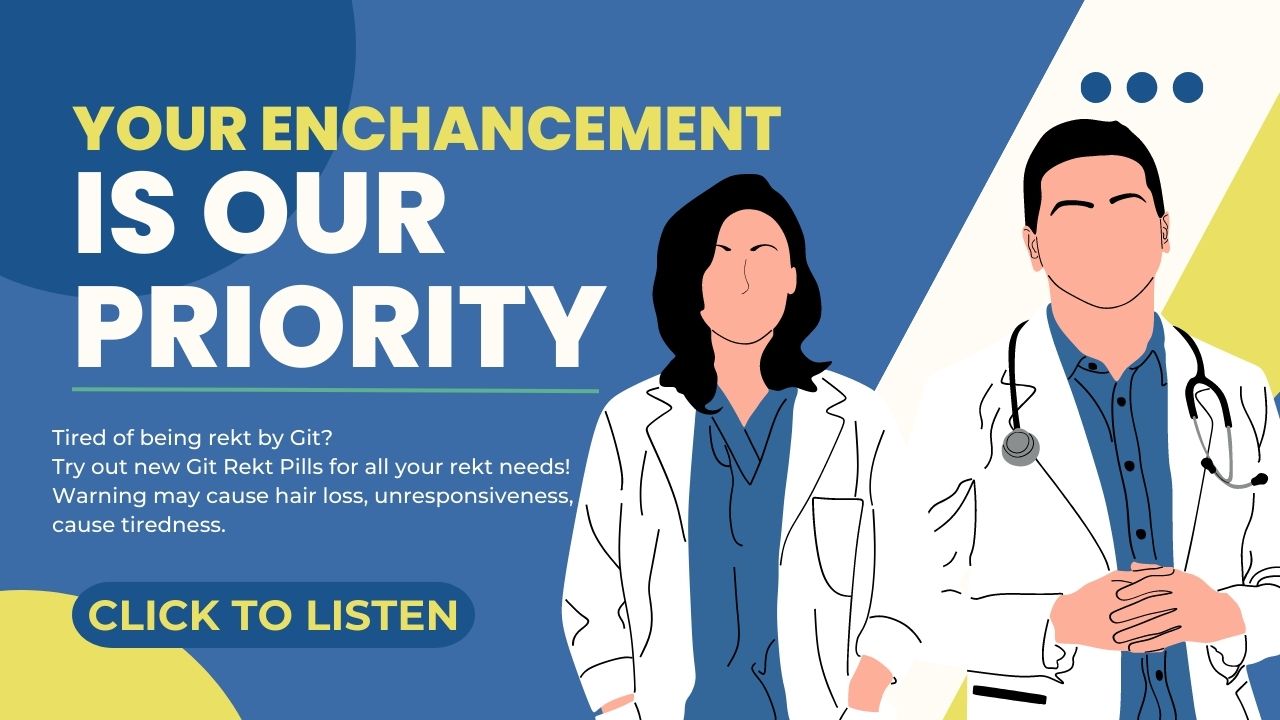 YOUR ENCHANCEMENT
IS OUR
PRIORITY
Tired of being rekt by Git?
Try out new Git Rekt Pills for all your rekt needs!
Warning may cause hair loss, unresponsiveness,
cause tiredness.
CLICK TO LISTEN